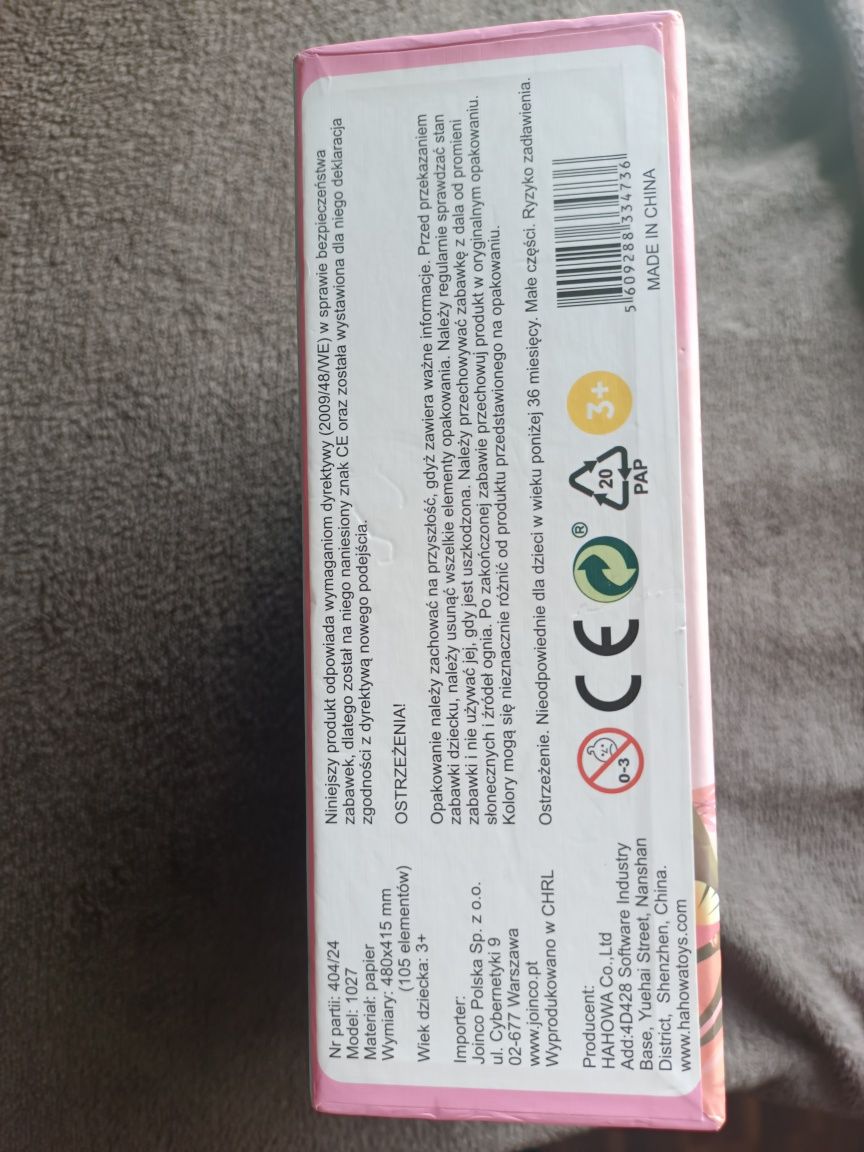 Nr partii: 404/24
Model: 1027
Materiał: papier
Wymiary: 480x415 mm
(105 elementów)
Wiek dziecka: 3+
Importer:
Joinco Polska Sp. z o.o.
ul. Cybernetyki 9
02-677 Warszawa
www.joinco.pt
Wyprodukowano w CHRL
Producent:
HAHOWA Co.,Ltd
Add:4D428 Software Industry
Base, Yuehai Street, Nanshan
District, Shenzhen, China.
www.hahowatoys.com
Niniejszy produkt odpowiada wymaganiom dyrektywy (2009/48/WE) w sprawie bezpieczeństwa
zabawek, dlatego został na niego naniesiony znak CE oraz została wystawiona dla niego deklaracja
zgodności z dyrektywą nowego podejścia.
OSTRZEŻENIA!
Opakowanie należy zachować na przyszłość, gdyż zawiera ważne informacje. Przed przekazaniem
zabawki dziecku, należy usunąć wszelkie elementy opakowania. Należy regularnie sprawdzać stan
zabawki i nie używać jej, gdy jest uszkodzona. Należy przechowywać zabawkę z dala od promieni
słonecznych i źródeł ognia. Po zakończonej zabawie przechowuj produkt w oryginalnym opakowaniu.
Kolory mogą się nieznacznie różnić od produktu przedstawionego na opakowaniu.
Ostrzeżenie. Nieodpowiednie dla dzieci w wieku poniżej 36 miesięcy. Małe części. Ryzyko zadławienia.
0-3
CE
®
20
PAP
3+
5 609288 334736
MADE IN CHINA